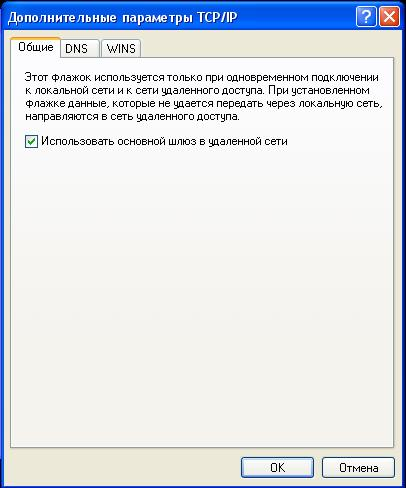 Дополнительные параметры TCP/IP
Общие
DNS
WINS
Этот флажок используется только при одновременном подключении
к локальной сети и к сети удаленного доступа. При установленном
флажке данные, которые не удается передать через локальную сеть,
направляются в сеть удаленного доступа.
Использовать основной шлюз в удаленной сети
OK
Отмена